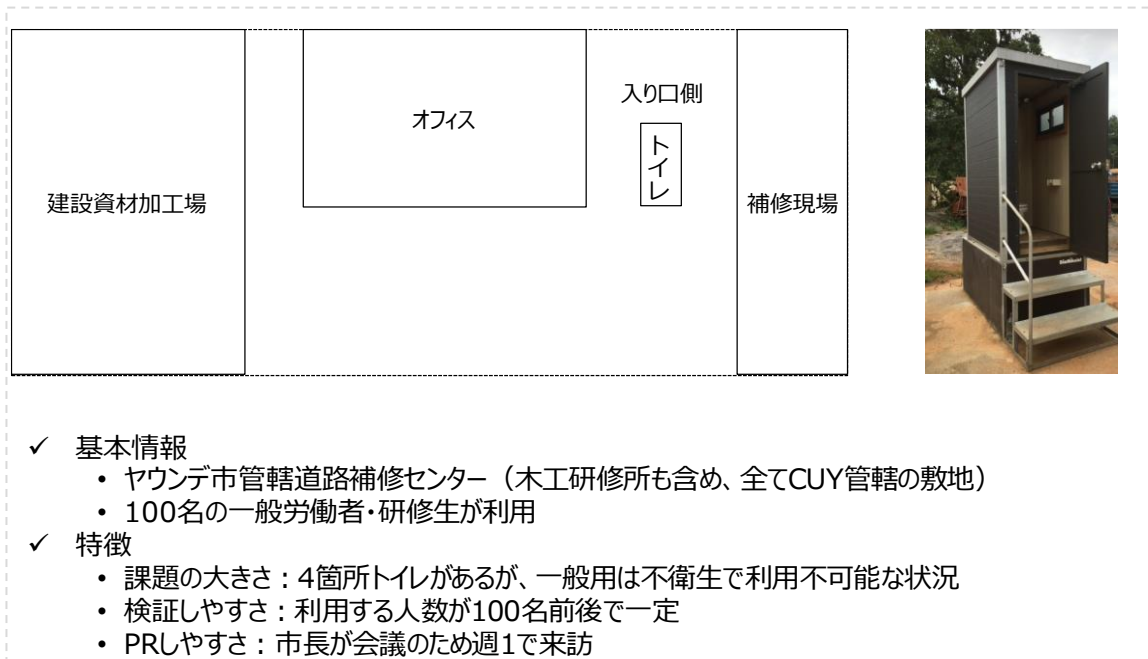 建設資材加工場
オフィス
入り口側
トイレ
補修現場
✓ 基本情報
• ヤウンデ市管轄道路補修センター（木工研修所も含め、全てCUY管轄の敷地）
• 100名の一般労働者・研修生が利用
✓ 特徴
• 課題の大きさ：4箇所トイレがあるが、一般用は不衛生で利用不可能な状況
• 検証しやすさ：利用する人数が100名前後で一定
• PRしやすさ：市長が会議のため週1で来訪